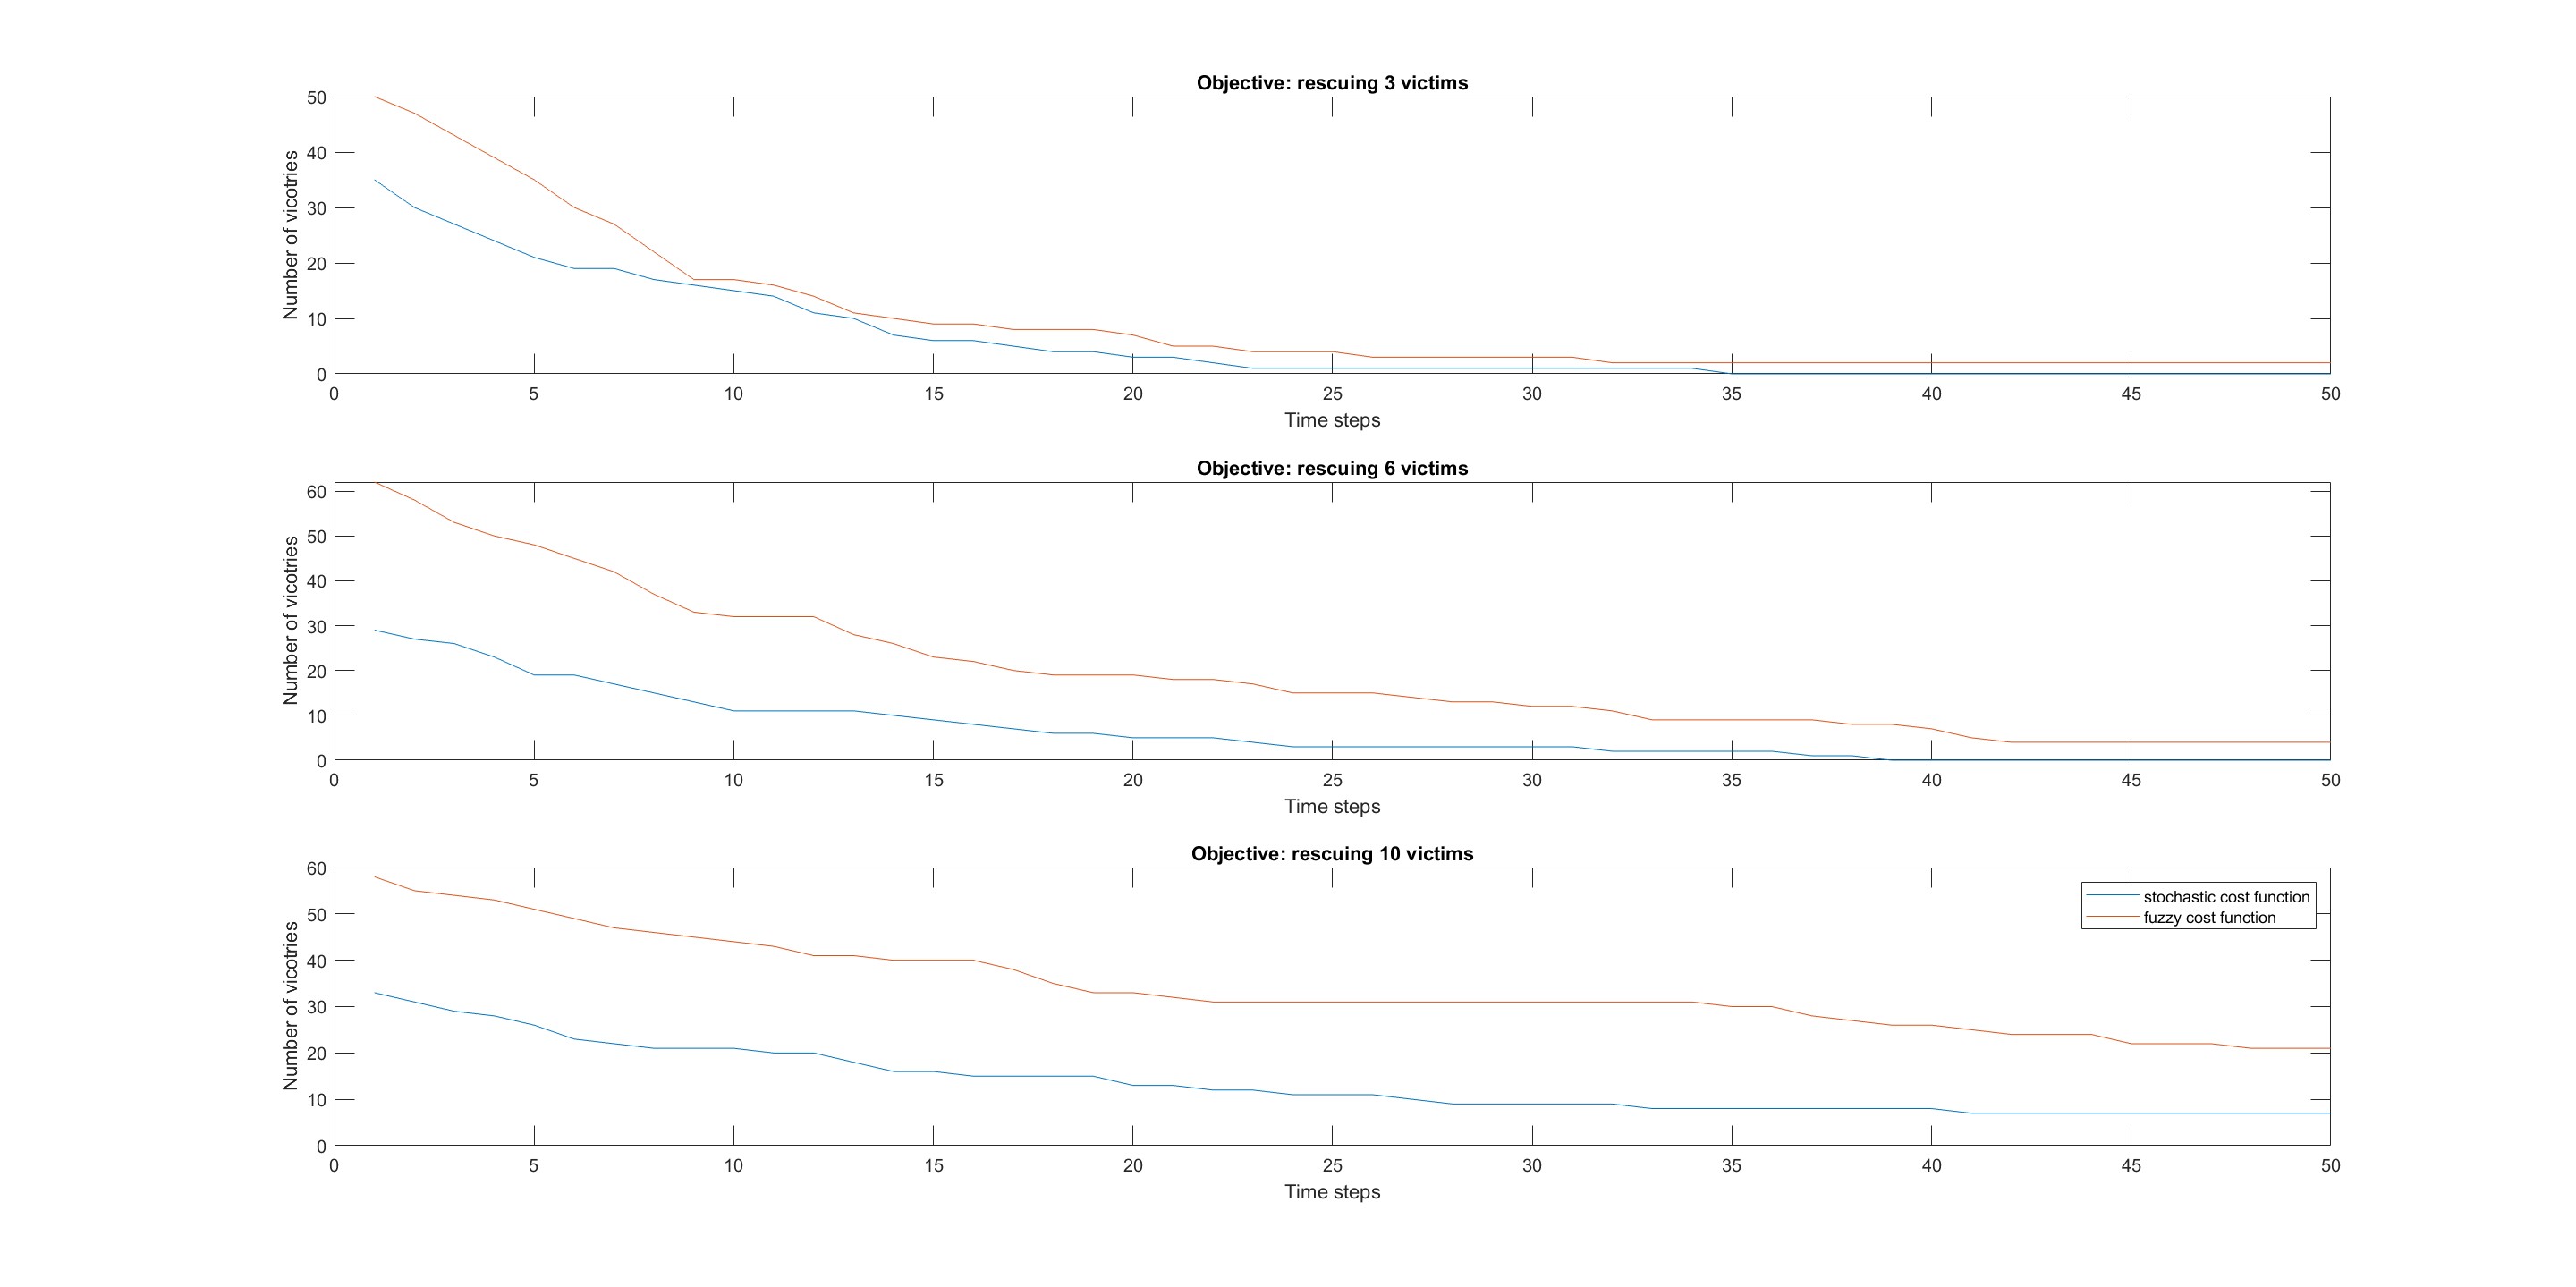 Objective: rescuing 3 victims
50
40
30
20
10
0
Number of vicotries
0 5 10 15 20 25 30 35 40 45 50
Time steps
Objective: rescuing 6 victims
60
50
40
30
20
10
0
Number of vicotries
0 5 10 15 20 25 30 35 40 45 50
Time steps
Objective: rescuing 10 victims
60
50
40
30
20
10
0
Number of vicotries
stochastic cost function
fuzzy cost function
0 5 10 15 20 25 30 35 40 45 50
Time steps